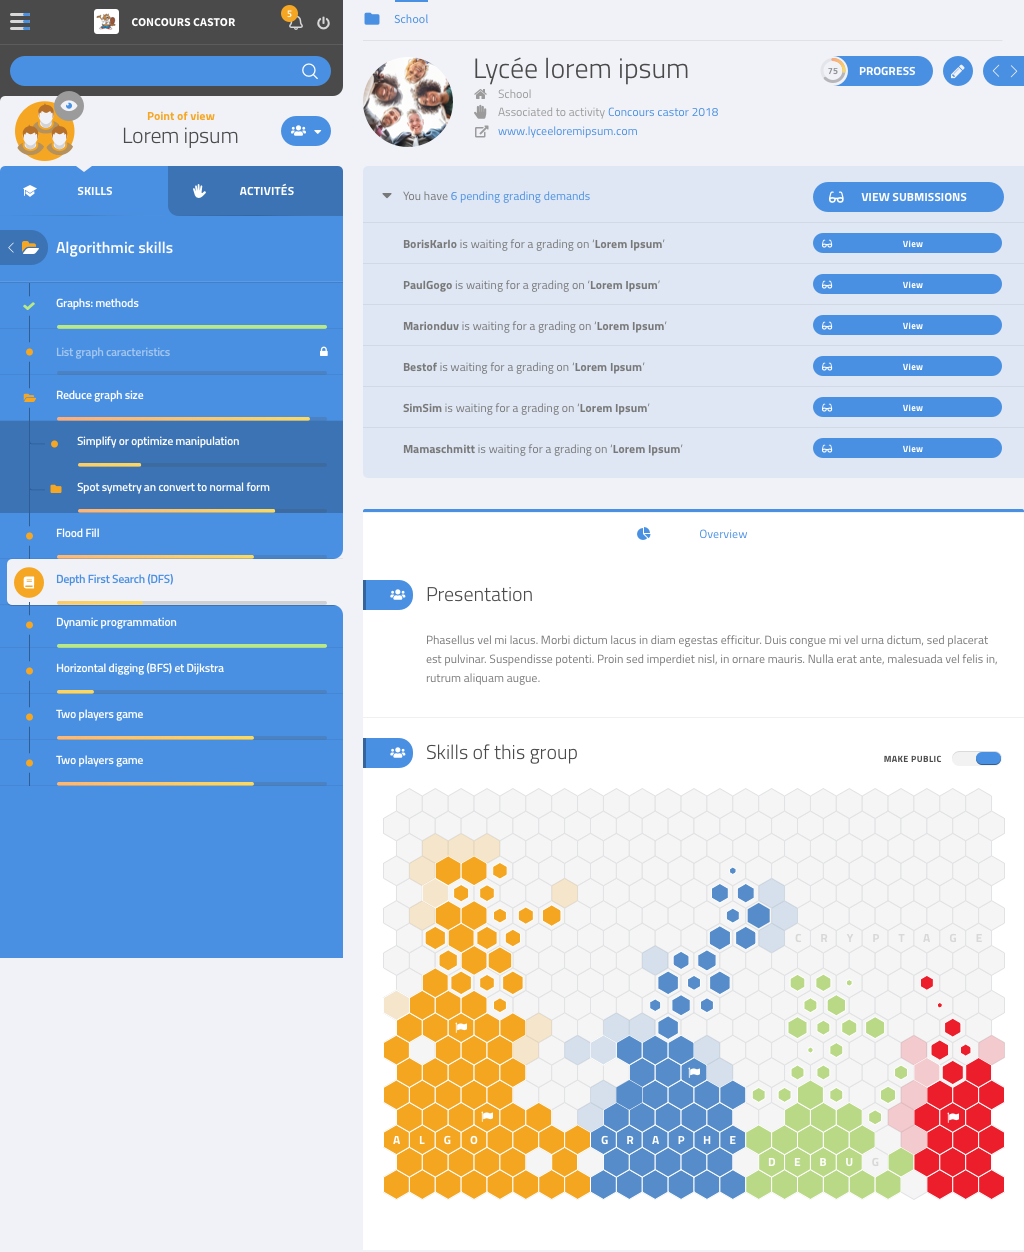 CONCOURS CASTOR
5
Point of view
Lorem ipsum
SKILLS
ACTIVITÉS
Algorithmic skills
Graphs: methods
List graph caracteristics
Reduce graph size
Simplify or optimize manipulation
Spot symetry an convert to normal form
Flood Fill
Depth First Search (DFS)
Dynamic programmation
Horizontal digging (BFS) et Dijkstra
Two players game
Two players game
School
Lycée lorem ipsum
75
PROGRESS
School
Associated to activity Concours castor 2018
www.lyceeloremipsum.com
You have 6 pending grading demands
VIEW SUBMISSIONS
BorisKarlo is waiting for a grading on ‘Lorem Ipsum’
View
PaulGogo is waiting for a grading on ‘Lorem Ipsum’
View
Marionduv is waiting for a grading on ‘Lorem Ipsum’
View
Bestof is waiting for a grading on ‘Lorem Ipsum’
View
SimSim is waiting for a grading on ‘Lorem Ipsum’
View
Mamaschmitt is waiting for a grading on ‘Lorem Ipsum’
View
Overview
Presentation
Phasellus vel mi lacus. Morbi dictum lacus in diam egestas efficitur. Duis congue mi vel urna dictum, sed placerat
est pulvinar. Suspendisse potenti. Proin sed imperdiet nisl, in ornare mauris. Nulla erat ante, malesuada vel felis in,
rutrum aliquam augue.
Skills of this group
MAKE PUBLIC
CRYPTAGE
ALGO
GRAPHE
DEBUG